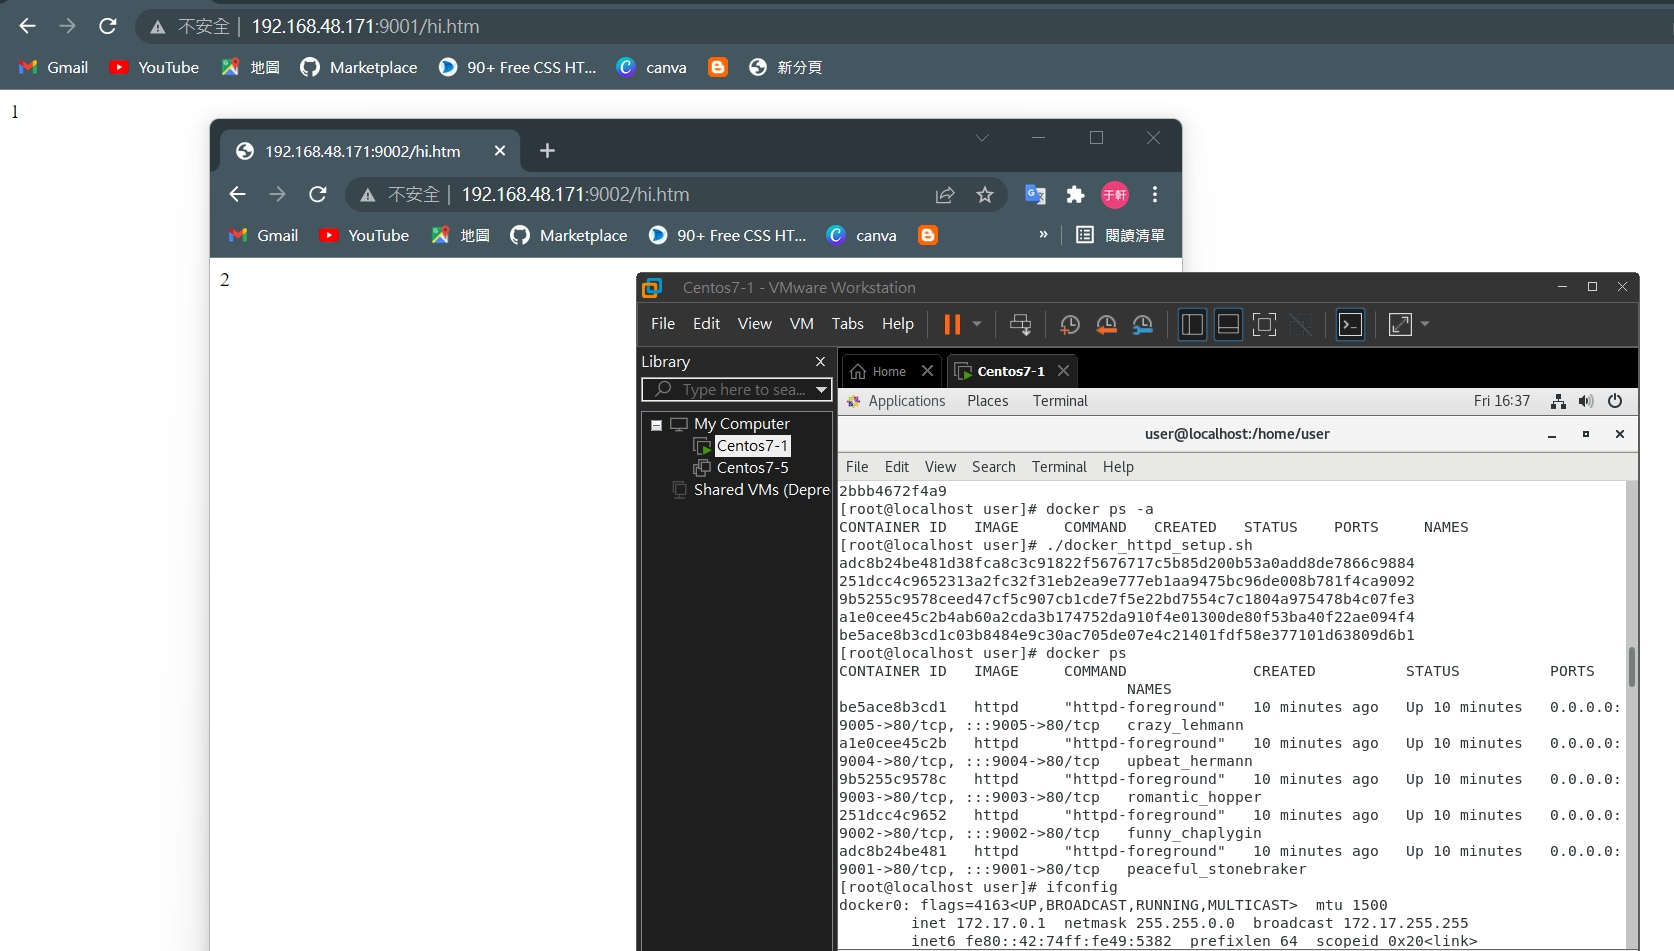 不安全 | 192.168.48.171:9001/hi.htm
Gmail YouTube 地圖 Marketplace 90+ Free CSS HT... canva 新分頁
1
192.168.48.171:9002/hi.htm
不安全 | 192.168.48.171:9002/hi.htm 于軒
Gmail YouTube 地圖 Marketplace 90+ Free CSS HT... canva » 閱讀清單
2
Centos7-1 - VMware Workstation
File Edit View VM Tabs Help
Library
Type here to sea...
My Computer
Centos7-1
Centos7-5
Shared VMs (Depre
Home Centos7-1
Applications Places Terminal Fri 16:37
user@localhost:/home/user
File Edit View Search Terminal Help
2bbb4672f4a9
[root@localhost user]# docker ps -a
CONTAINER ID IMAGE COMMAND CREATED STATUS PORTS NAMES
[root@localhost user]# ./docker_httpd_setup.sh
adc8b24be481d38fca8c3c91822f5676717c5b85d200b53a0add8de7866c9884
251dcc4c9652313a2fc32f31eb2ea9e777eb1aa9475bc96de008b781f4ca9092
9b5255c9578ceed47cf5c907cb1cde7f5e22bd7554c7c1804a975478b4c07fe3
a1e0cee45c2b4ab60a2cda3b174752da910f4e01300de80f53ba40f22ae094f4
be5ace8b3cd1c03b8484e9c30ac705de07e4c21401fdf58e377101d63809d6b1
[root@localhost user]# docker ps
CONTAINER ID IMAGE COMMAND CREATED STATUS PORTS
NAMES
be5ace8b3cd1 httpd "httpd-foreground" 10 minutes ago Up 10 minutes 0.0.0.0:
9005->80/tcp, :::9005->80/tcp crazy_lehmann
a1e0cee45c2b httpd "httpd-foreground" 10 minutes ago Up 10 minutes 0.0.0.0:
9004->80/tcp, :::9004->80/tcp upbeat_hermann
9b5255c9578c httpd "httpd-foreground" 10 minutes ago Up 10 minutes 0.0.0.0:
9003->80/tcp, :::9003->80/tcp romantic_hopper
251dcc4c9652 httpd "httpd-foreground" 10 minutes ago Up 10 minutes 0.0.0.0:
9002->80/tcp, :::9002->80/tcp funny_chaplygin
adc8b24be481 httpd "httpd-foreground" 10 minutes ago Up 10 minutes 0.0.0.0:
9001->80/tcp, :::9001->80/tcp peaceful_stonebraker
[root@localhost user]# ifconfig
docker0: flags=4163<UP,BROADCAST,RUNNING,MULTICAST> mtu 1500
inet 172.17.0.1 netmask 255.255.0.0 broadcast 172.17.255.255
inet6 fe80::42:74ff:fe49:5382 prefixlen 64 scopeid 0x20<link>